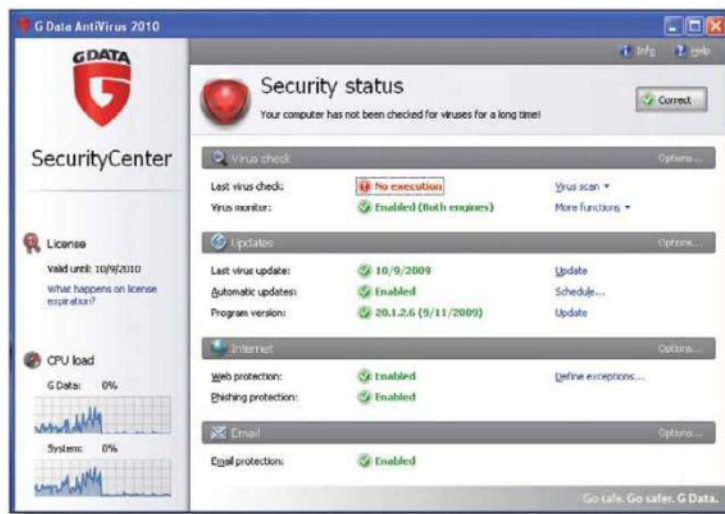 G Data AntiVirus 2010
Info Help
G DATA
SecurityCenter
Security status
Your computer has not been checked for viruses for a long time!
Correct
Virus check Options...
Last virus check: No execution Virus scan
Virus monitor: Enabled (Both engines) More functions
License
Valid until: 10/9/2010
What happens on license
expiration?
Updates Options...
Last virus update: 10/9/2009 Update
Automatic updates: Enabled Schedule...
Program version: 20.1.2.6 (9/11/2009) Update
Internet Options...
Web protection: Enabled Define exceptions...
Phishing protection: Enabled
CPU load
G Data: 0%
System: 0%
Email Options...
Email protection: Enabled
Go safe. Go safer. G Data.